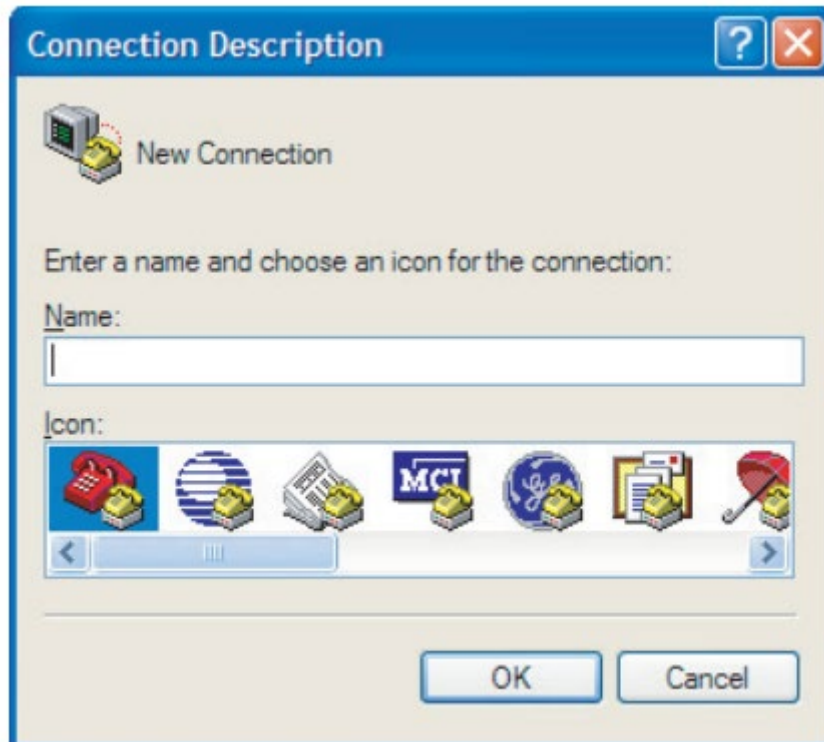 Connection Description
New Connection
Enter a name and choose an icon for the connection:
Name:
Icon:
MCI
OK
Cancel